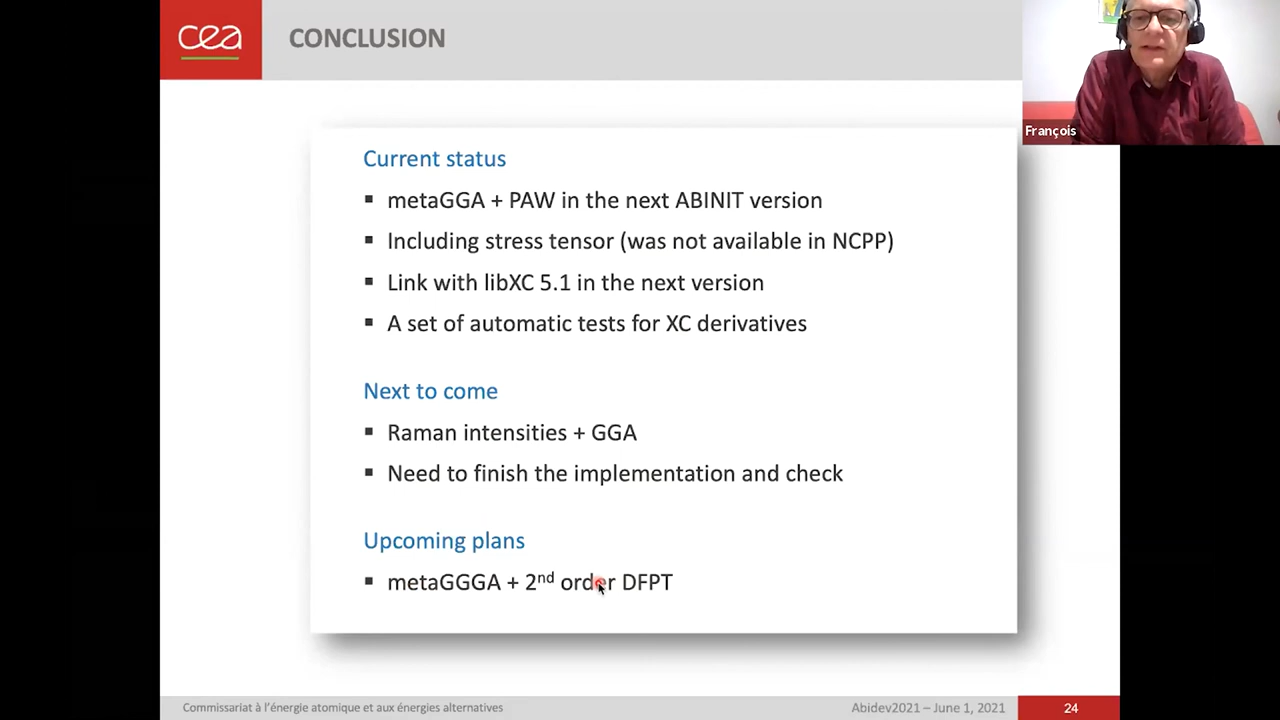 cea
CONCLUSION
François
Current status
▪ metaGGA + PAW in the next ABINIT version
▪ Including stress tensor (was not available in NCPP)
▪ Link with libXC 5.1 in the next version
▪ A set of automatic tests for XC derivatives
Next to come
▪ Raman intensities + GGA
▪ Need to finish the implementation and check
Upcoming plans
▪ metaGGGA + 2nd order DFPT
Commissariat à l'énergie atomique et aux énergies alternatives
Abidev2021 – June 1, 2021
24